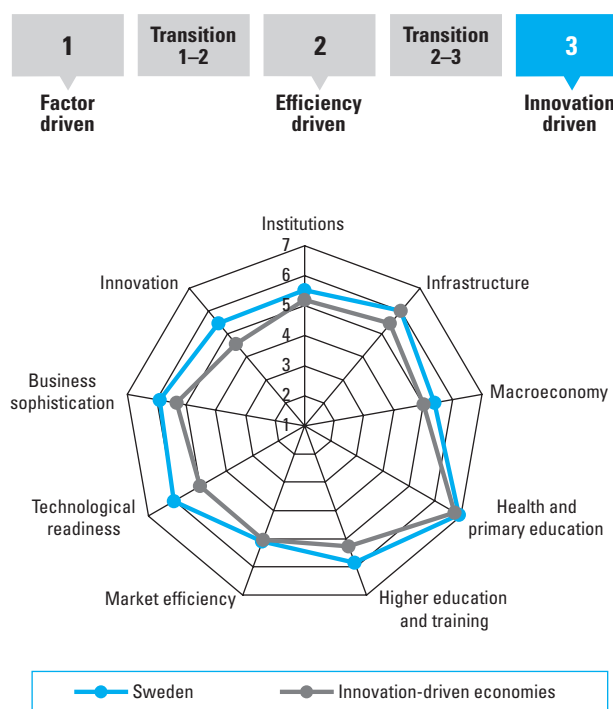 1
Transition
1–2
2
Transition
2–3
3
Factor
driven
Efficiency
driven
Innovation
driven
Institutions
7
Innovation
6
Infrastructure
5
4
Business
sophistication
3
Macroeconomy
2
1
Technological
readiness
Health and
primary education
Market efficiency
Higher education
and training
Sweden
Innovation-driven economies